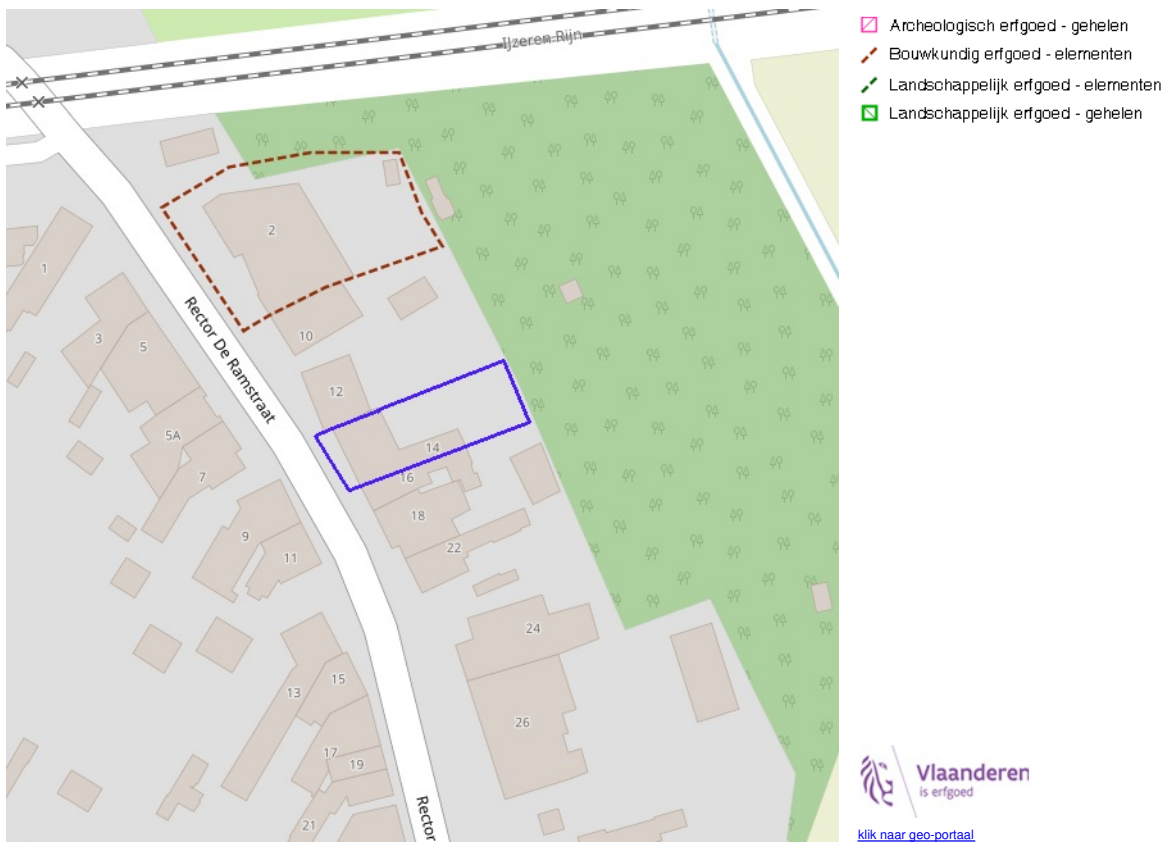 Ijzeren Rijn
Archeologisch erfgoed - gehelen
Bouwkundig erfgoed - elementen
Landschappelijk erfgoed - elementen
Landschappelijk erfgoed - gehelen
2
1
Rector De Ramstraat
10
3
5
12
5A
14
7
16
18
9
11
22
24
15
13
26
17
19
21
Rector
Vlaanderen
is erfgoed
klik naar geo-portaal